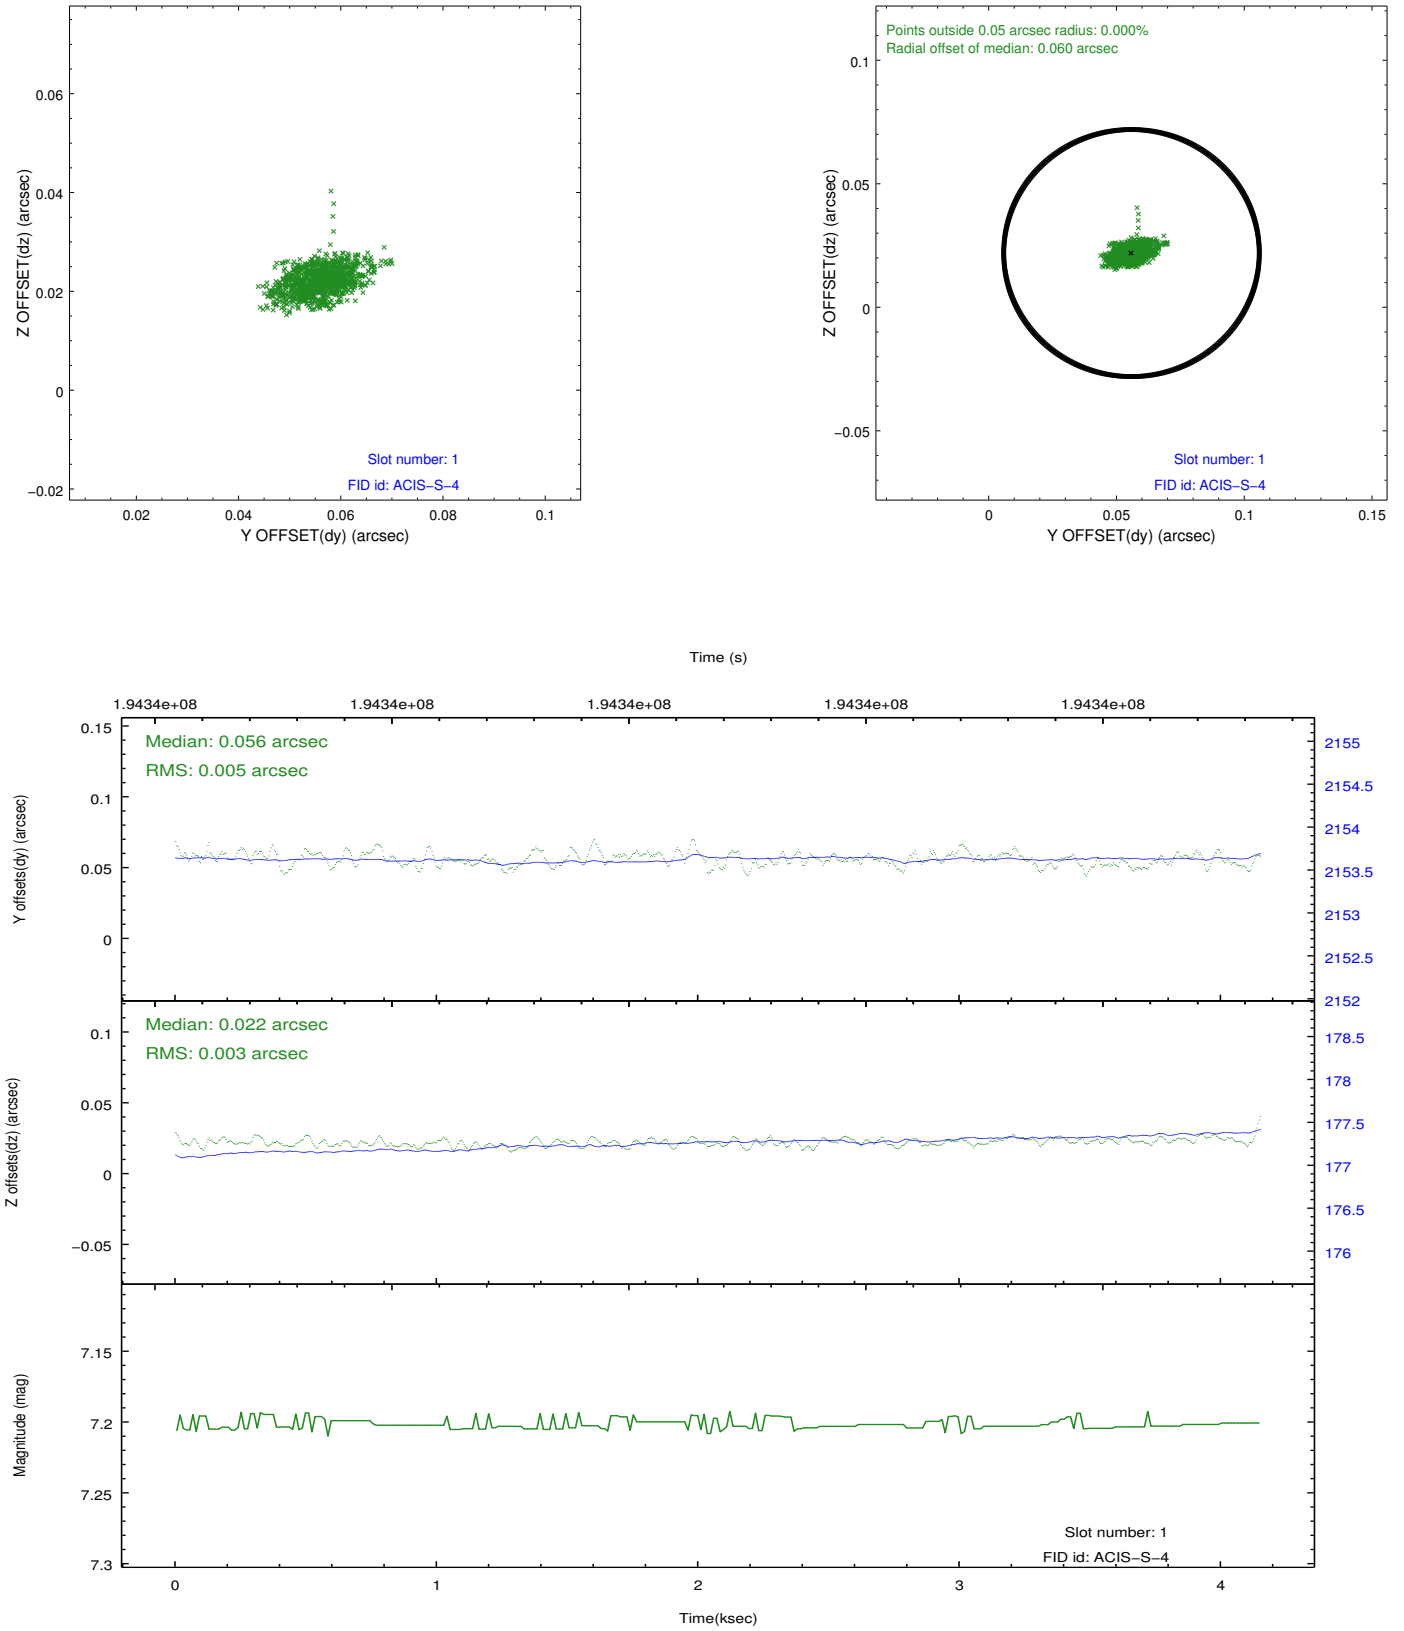 0.06
0.04
0.02
0
−0.02
Z OFFSET(dz) (arcsec)
Slot number: 1
FID id: ACIS−S−4
0.02
0.04
0.06
0.08
0.1
Y OFFSET(dy) (arcsec)
Points outside 0.05 arcsec radius: 0.000%
Radial offset of median: 0.060 arcsec
0.1
0.05
0
−0.05
Z OFFSET(dz) (arcsec)
Slot number: 1
FID id: ACIS−S−4
0
0.05
0.1
0.15
Y OFFSET(dy) (arcsec)
Time (s)
1.9434e+08
1.9434e+08
1.9434e+08
1.9434e+08
1.9434e+08
Median: 0.056 arcsec
RMS: 0.005 arcsec
0.15
0.1
0.05
0
Y offsets(dy) (arcsec)
2155
2154.5
2154
2153.5
2153
2152.5
2152
Median: 0.022 arcsec
RMS: 0.003 arcsec
0.1
0.05
0
−0.05
Z offsets(dz) (arcsec)
178.5
178
177.5
177
176.5
176
7.15
7.2
7.25
7.3
Magnitude (mag)
Slot number: 1
FID id: ACIS−S−4
0
1
2
3
4
Time(ksec)